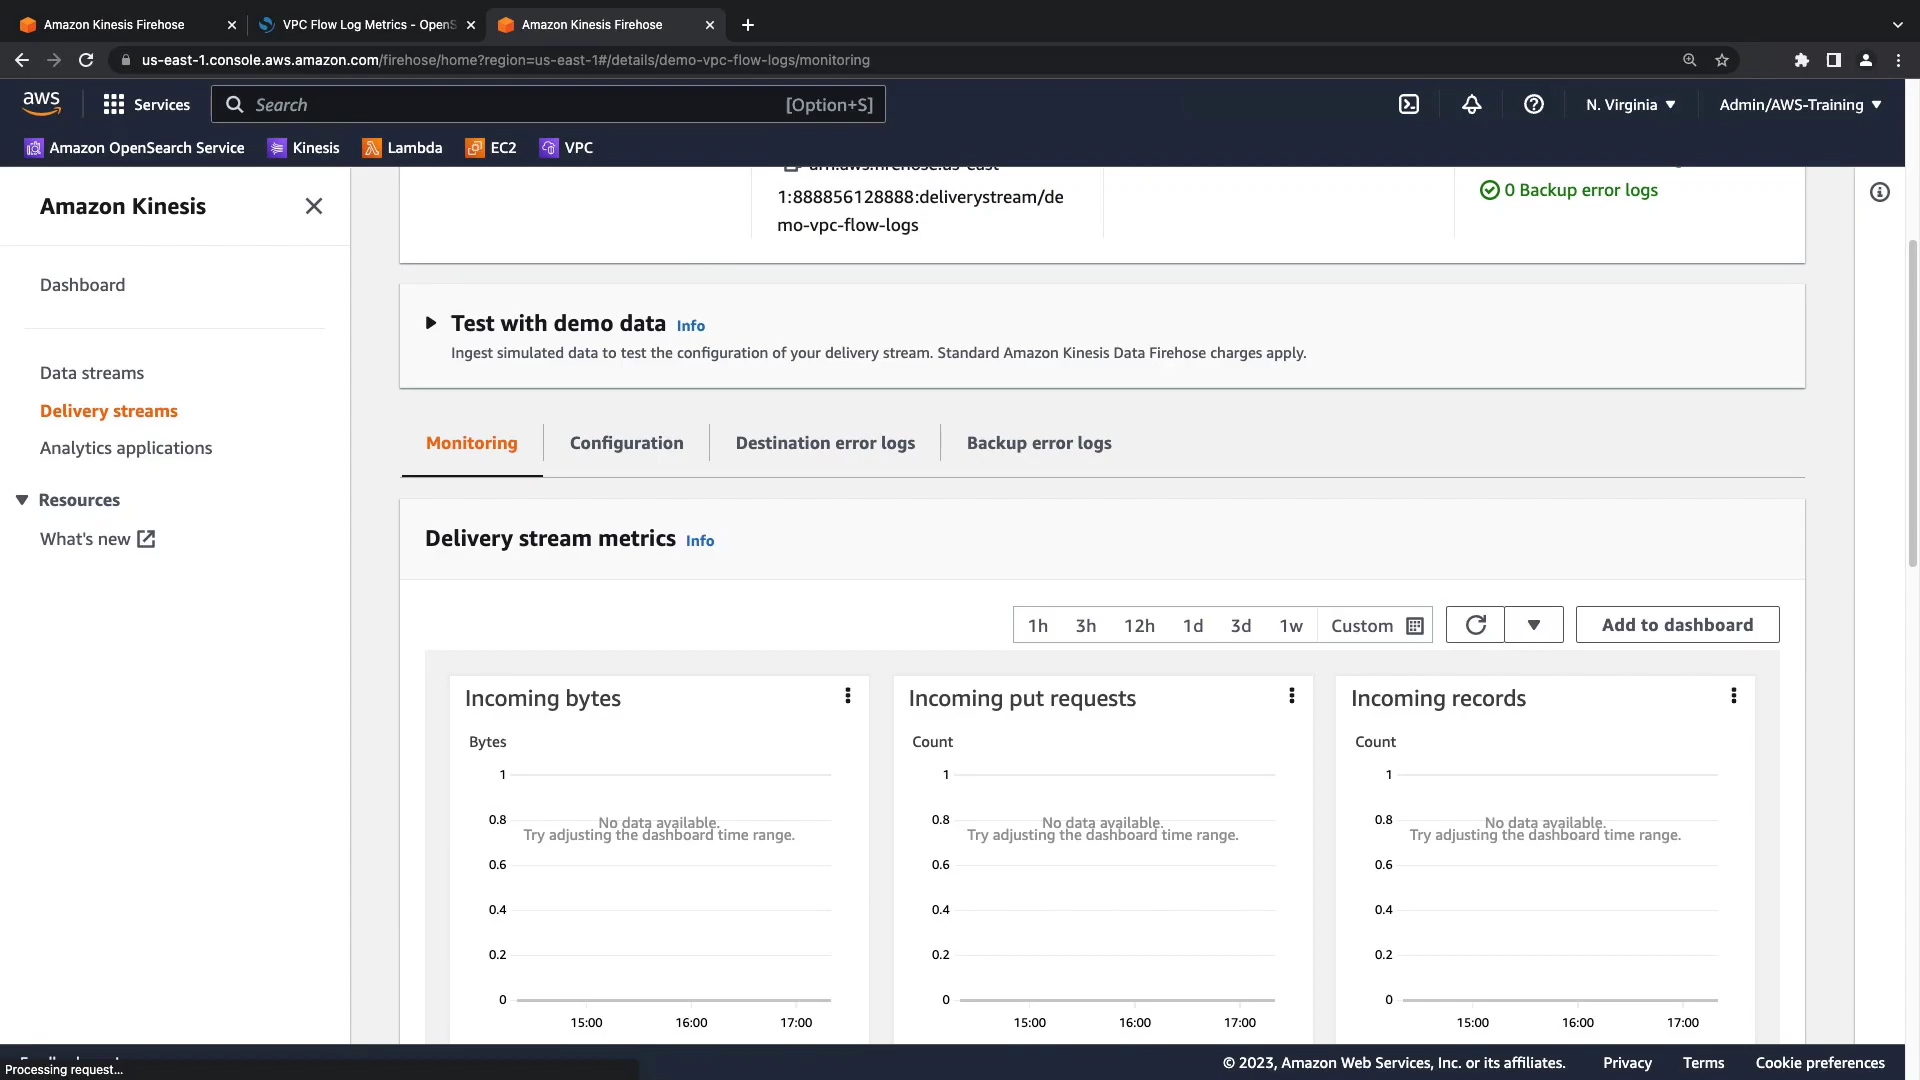 Amazon Kinesis Firehose
VPC Flow Log Metrics - OpenS
Amazon Kinesis Firehose
us-east-1.console.aws.amazon.com/firehose/home?region=us-east-1#/details/demo-vpc-flow-logs/monitoring
aws
Services
Search
[Option+S]
N. Virginia
Admin/AWS-Training
Amazon OpenSearch Service
Kinesis
Lambda
EC2
VPC
Amazon Kinesis
Dashboard
Data streams
Delivery streams
Analytics applications
Resources
What's new
arn:aws:firehose:us-east-
1:888856128888:deliverystream/de
mo-vpc-flow-logs
0 Backup error logs
Test with demo data Info
Ingest simulated data to test the configuration of your delivery stream. Standard Amazon Kinesis Data Firehose charges apply.
Monitoring
Configuration
Destination error logs
Backup error logs
Delivery stream metrics Info
1h 3h 12h 1d 3d 1w Custom
Add to dashboard
Incoming bytes
Bytes
1
0.8
No data available.
Try adjusting the dashboard time range.
0.6
0.4
0.2
0
15:00 16:00 17:00
Incoming put requests
Count
1
0.8
No data available.
Try adjusting the dashboard time range.
0.6
0.4
0.2
0
15:00 16:00 17:00
Incoming records
Count
1
0.8
No data available.
Try adjusting the dashboard time range.
0.6
0.4
0.2
0
15:00 16:00 17:00
Processing request...
© 2023, Amazon Web Services, Inc. or its affiliates.
Privacy
Terms
Cookie preferences